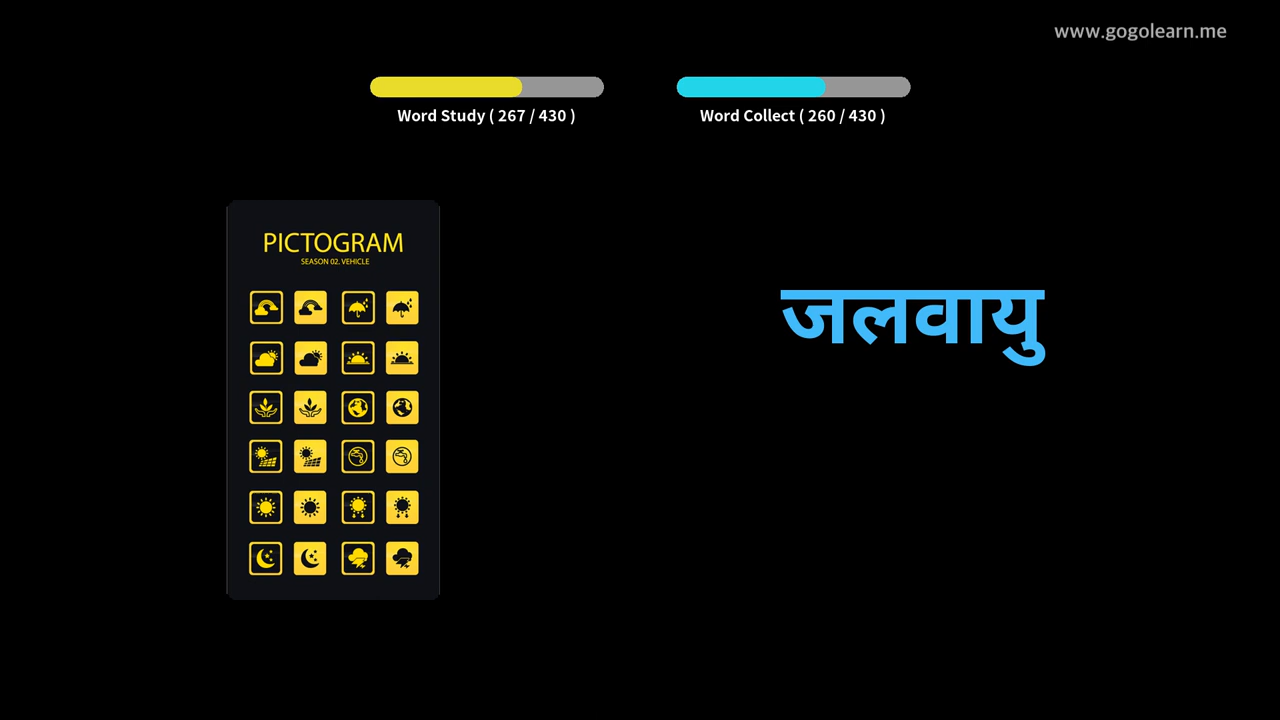 www.gogolearn.me
Word Study ( 267 / 430 )
Word Collect ( 260 / 430 )
PICTOGRAM
SEASON 02. VEHICLE
जलवायु